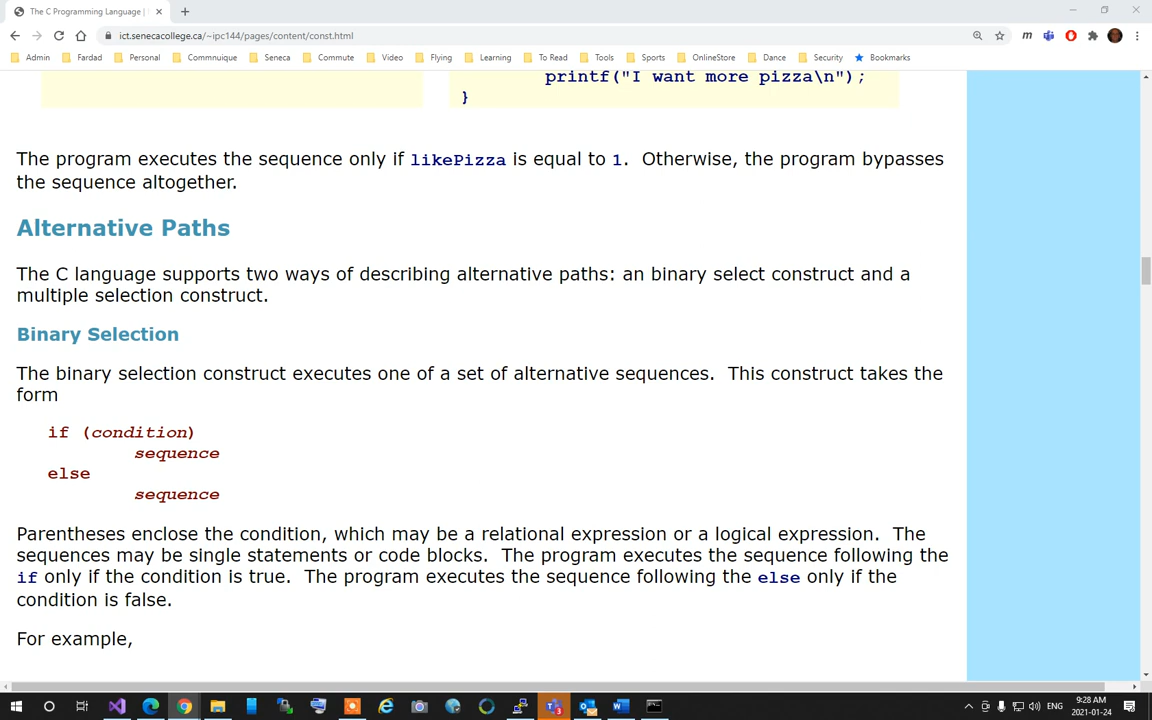 The C Programming Language |
ict.senecacollege.ca/~ipc144/pages/content/const.html
Admin Fardad Personal Commnuique Seneca Commute Video Flying Learning To Read Tools Sports OnlineStore Dance Security Bookmarks
printf("I want more pizza\n");
}
The program executes the sequence only if likePizza is equal to 1. Otherwise, the program bypasses
the sequence altogether.
Alternative Paths
The C language supports two ways of describing alternative paths: an binary select construct and a
multiple selection construct.
Binary Selection
The binary selection construct executes one of a set of alternative sequences. This construct takes the
form
if (condition)
sequence
else
sequence
Parentheses enclose the condition, which may be a relational expression or a logical expression. The
sequences may be single statements or code blocks. The program executes the sequence following the
if only if the condition is true. The program executes the sequence following the else only if the
condition is false.
For example,
ENG
9:28 AM
2021-01-24